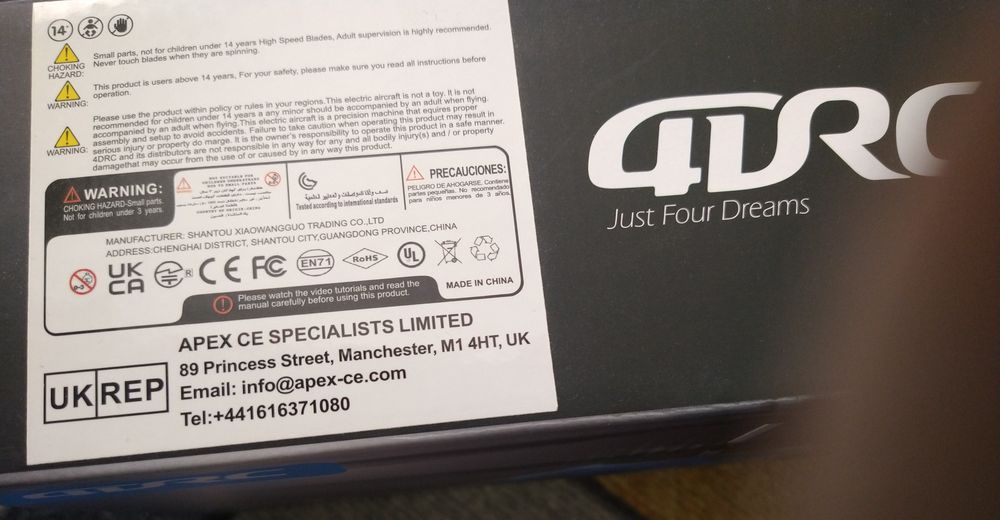 14+
CHOKING
HAZARD:
Small parts, not for children under 14 years High Speed Blades, Adult supervision is highly recommended.
Never touch blades when they are spinning.
WARNING:
This product is users above 14 years, For your safety, please make sure you read all instructions before
operation.
WARNING:
Please use the product within policy or rules in your regions.This electric aircraft is not a toy. It is not
recommended for children under 14 years a any minor should be accompanied by an adult when flying.
accompanied by an adult when flying.This electric aircraft is a precision machine that equires proper
assembly and setup to avoid accidents. Failure to take caution when operating this product may result in
serious injury or property do marge. It is the owner's responsibility to operate this product in a safe manner.
4DRC and its distributors are not responsible in any way for any and all bodily injury(s) and / or property
damagethat may occur from the use of or caused by in any way this product.
WARNING:
CHOKING HAZARD-Small parts.
Not for children under 3 years.
COUNTRY OF ORIGIN:CHINA
Tested according to international standards
PRECAUCIONES:
PELIGRO DE AHOGARSE. Contiene
partes pequeñas. No recomendado
para niños menores de 3 años.
MANUFACTURER: SHANTOU XIAOWANGGUO TRADING CO.,LTD
ADDRESS:CHENGHAI DISTRICT, SHANTOU CITY,GUANGDONG PROVINCE,CHINA
UK
CA
R
CE
FC
EN71
RoHS
UL
Please watch the video tutorials and read the
manual carefully before using this product.
MADE IN CHINA
UK REP
APEX CE SPECIALISTS LIMITED
89 Princess Street, Manchester, M1 4HT, UK
Email: info@apex-ce.com
Tel:+441616371080
4DRC
Just Four Dreams
4DRC